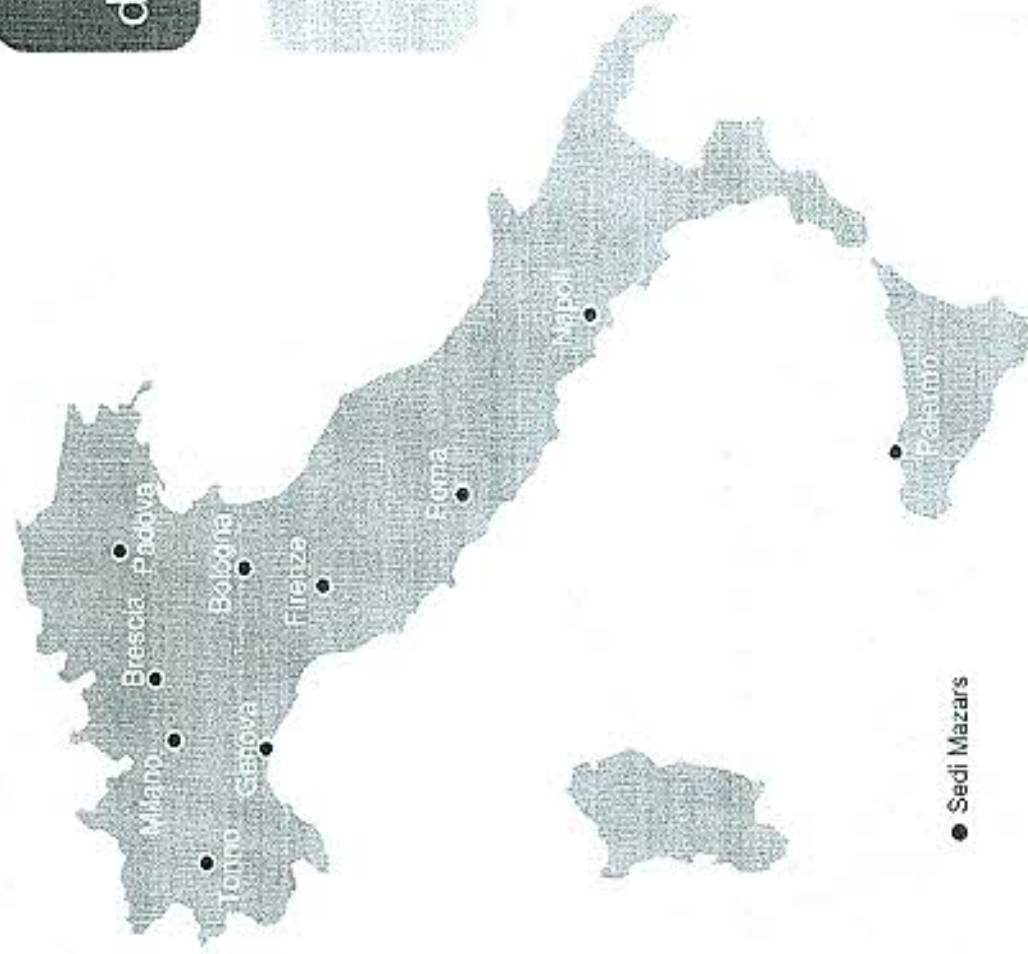 d
Padova
Brescia
Milano
Torino
Genova
Bologna
Firenze
Roma
Napoli
Palermo
Sedi Mazars